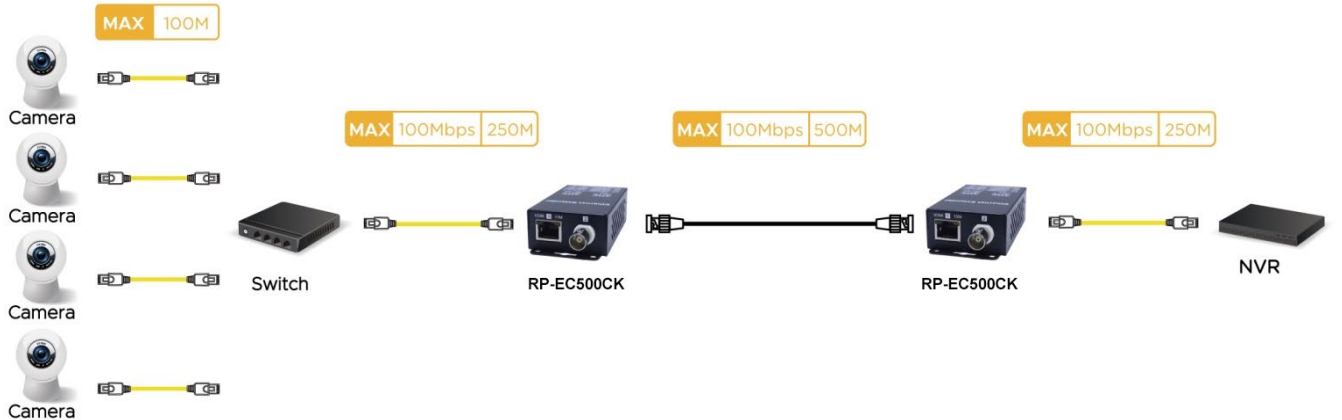 MAX 100M
Camera
Camera
Camera
Camera
Switch
MAX 100Mbps 250M
RP-EC500CK
MAX 100Mbps 500M
RP-EC500CK
MAX 100Mbps 250M
NVR